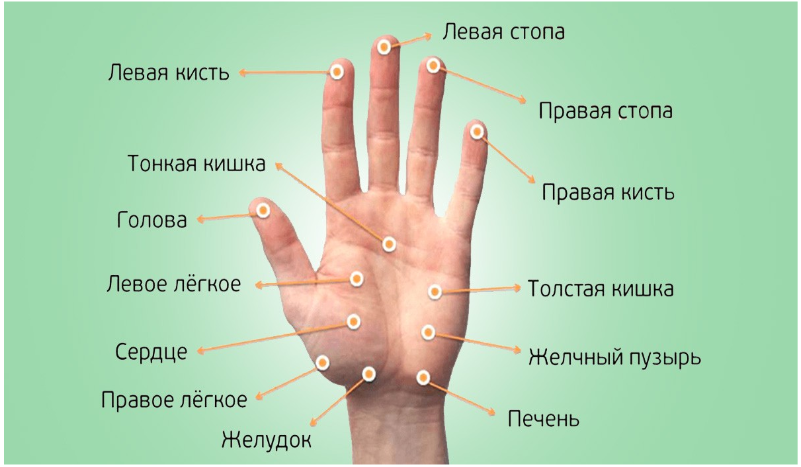 Левая стопа
Левая кисть
Правая стопа
Тонкая кишка
Правая кисть
Голова
Левое лёгкое
Толстая кишка
Сердце
Желчный пузырь
Правое лёгкое
Печень
Желудок